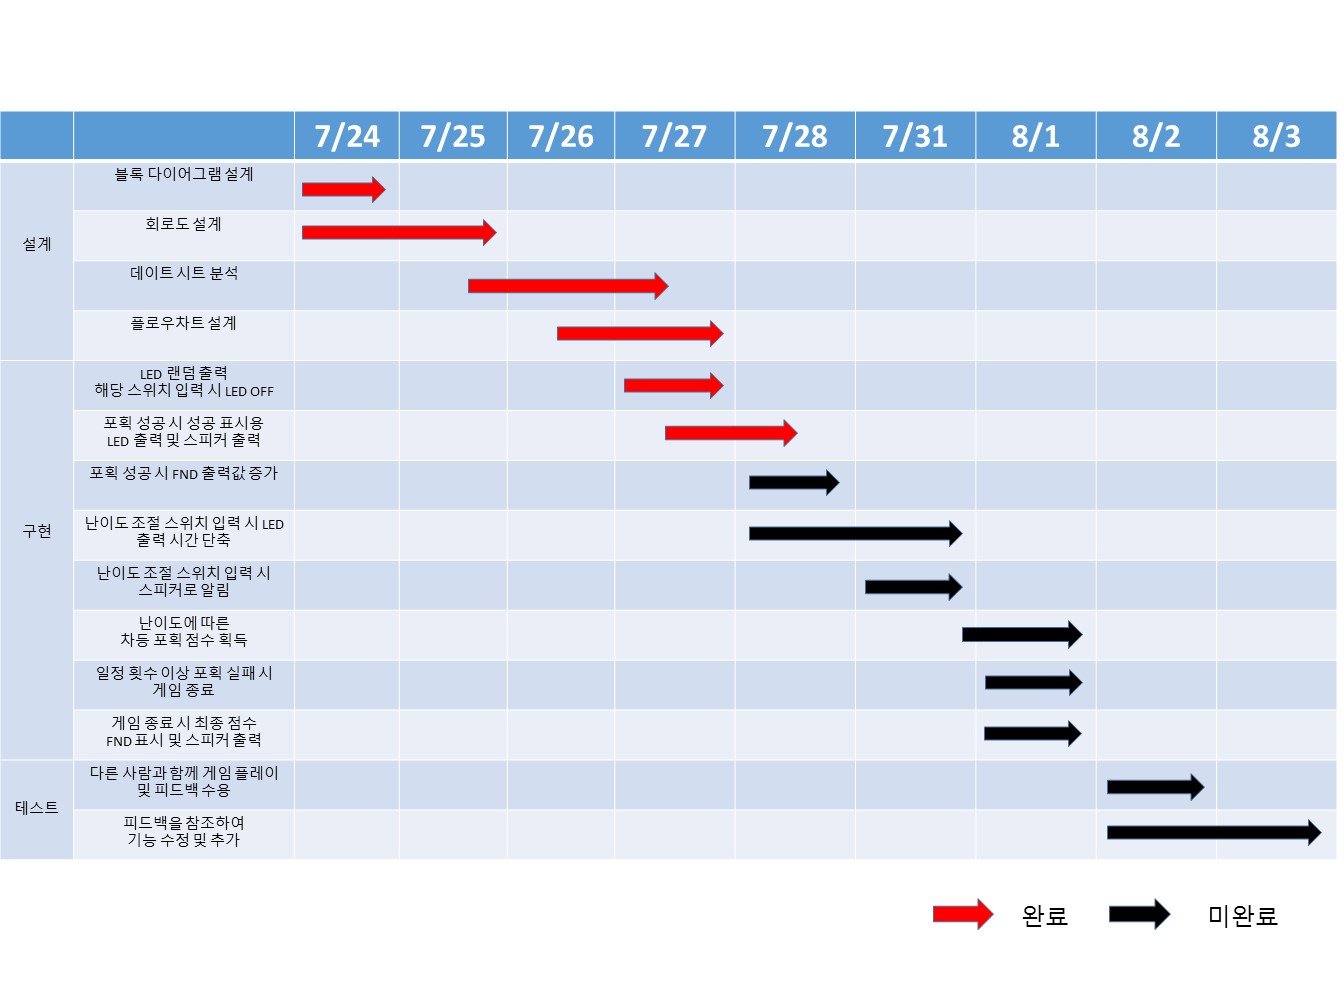 7/24 7/25 7/26 7/27 7/28 7/31 8/1 8/2 8/3
설계
블록 다이어그램 설계
회로도 설계
데이트 시트 분석
플로우차트 설계
구현
LED 랜덤 출력
해당 스위치 입력 시 LED OFF
포획 성공 시 성공 표시용
LED 출력 및 스피커 출력
포획 성공 시 FND 출력값 증가
난이도 조절 스위치 입력 시 LED
출력 시간 단축
난이도 조절 스위치 입력 시
스피커로 알림
난이도에 따른
차등 포획 점수 획득
일정 횟수 이상 포획 실패 시
게임 종료
게임 종료 시 최종 점수
FND 표시 및 스피커 출력
테스트
다른 사람과 함께 게임 플레이
및 피드백 수용
피드백을 참조하여
기능 수정 및 추가
완료 미완료